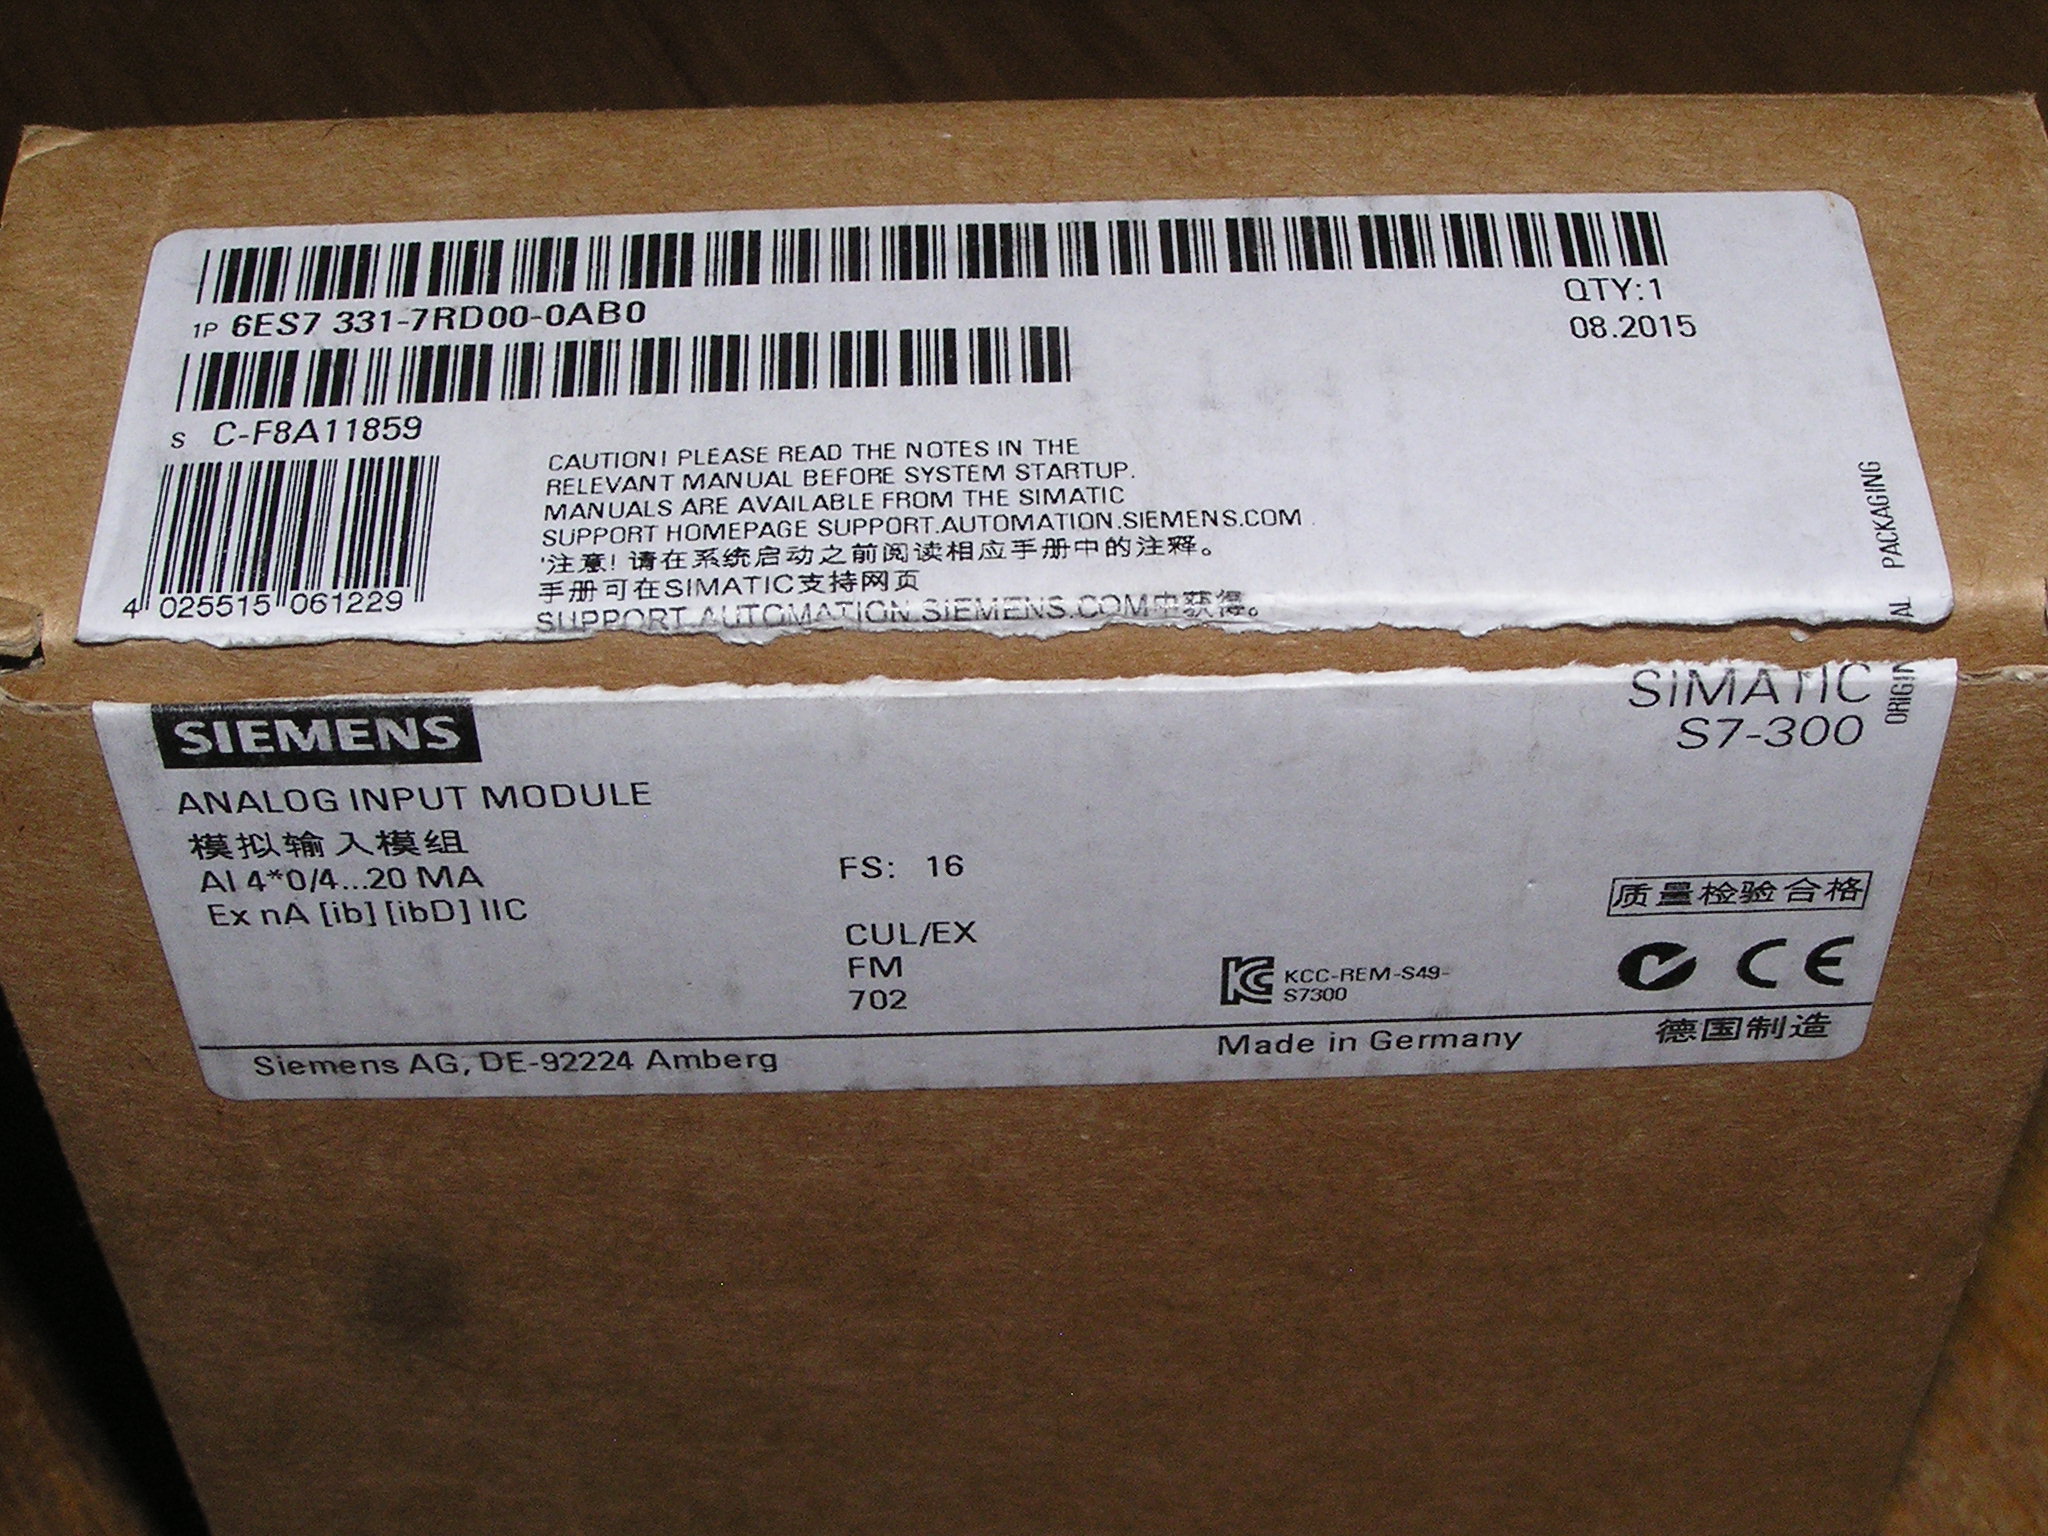 1P 6ES7 331-7RD00-0AB0
QTY:1
08.2015
S C-F8A11859
4 025515 061229
CAUTION! PLEASE READ THE NOTES IN THE
RELEVANT MANUAL BEFORE SYSTEM STARTUP.
MANUALS ARE AVAILABLE FROM THE SIMATIC
SUPPORT HOMEPAGE SUPPORT.AUTOMATION.SIEMENS.COM
'注意! 请在系统启动之前阅读相应手册中的注释。
手册可在SIMATIC支持网页
SUPPORT.AUTOMATION.SIEMENS.COM中获得。
ORIGINAL PACKAGING
SIEMENS
SIMATIC
S7-300
ANALOG INPUT MODULE
模拟输入模组
AI 4*0/4...20 MA
Ex nA [ib] [ibD] IIC
FS: 16
CUL/EX
FM
702
KCC-REM-S49-
S7300
质量检验合格
CE
Siemens AG, DE-92224 Amberg
Made in Germany
德国制造